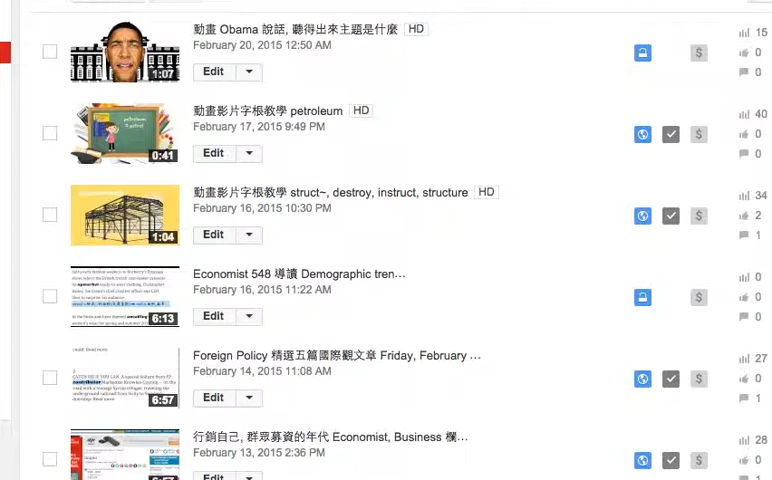 動畫 Obama 說話, 聽得出來主題是什麼 HD
February 20, 2015 12:50 AM
1:07
Edit
15
0
0
動畫影片字根教學 petroleum HD
February 17, 2015 9:49 PM
0:41
Edit
40
0
0
動畫影片字根教學 struct~, destroy, instruct, structure HD
February 16, 2015 10:30 PM
1:04
Edit
34
2
1
Economist 548 導讀 Demographic tren...
February 16, 2015 11:22 AM
6:13
Edit
0
0
0
Foreign Policy 精選五篇國際觀文章 Friday, February ...
February 14, 2015 11:08 AM
6:57
Edit
27
0
1
行銷自己, 群眾募資的年代 Economist, Business 欄...
February 13, 2015 2:36 PM
Edit
28
0